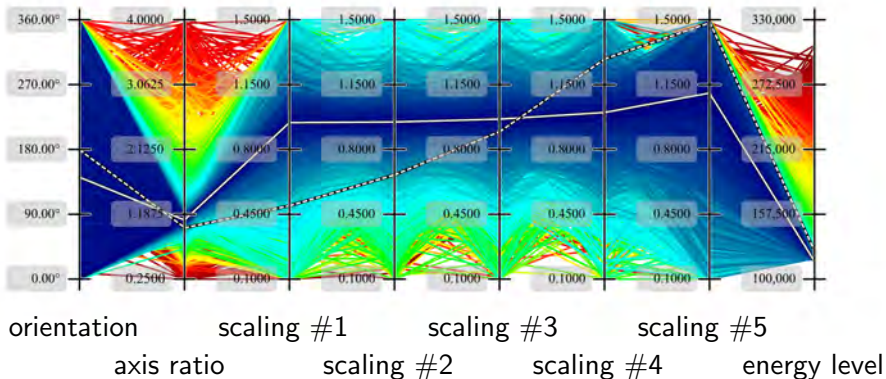 360.00° 4.0000 1.5000 1.5000 1.5000 1.5000 1.5000 330,000
270.00° 3.0625 1.1500 1.1500 1.1500 1.1500 1.1500 272,500
180.00° 2.1250 0.8000 0.8000 0.8000 0.8000 0.8000 215,000
90.00° 1.1875 0.4500 0.4500 0.4500 0.4500 0.4500 157,500
0.00° 0.2500 0.1000 0.1000 0.1000 0.1000 0.1000 100,000
orientation scaling #1 scaling #3 scaling #5
axis ratio scaling #2 scaling #4 energy level